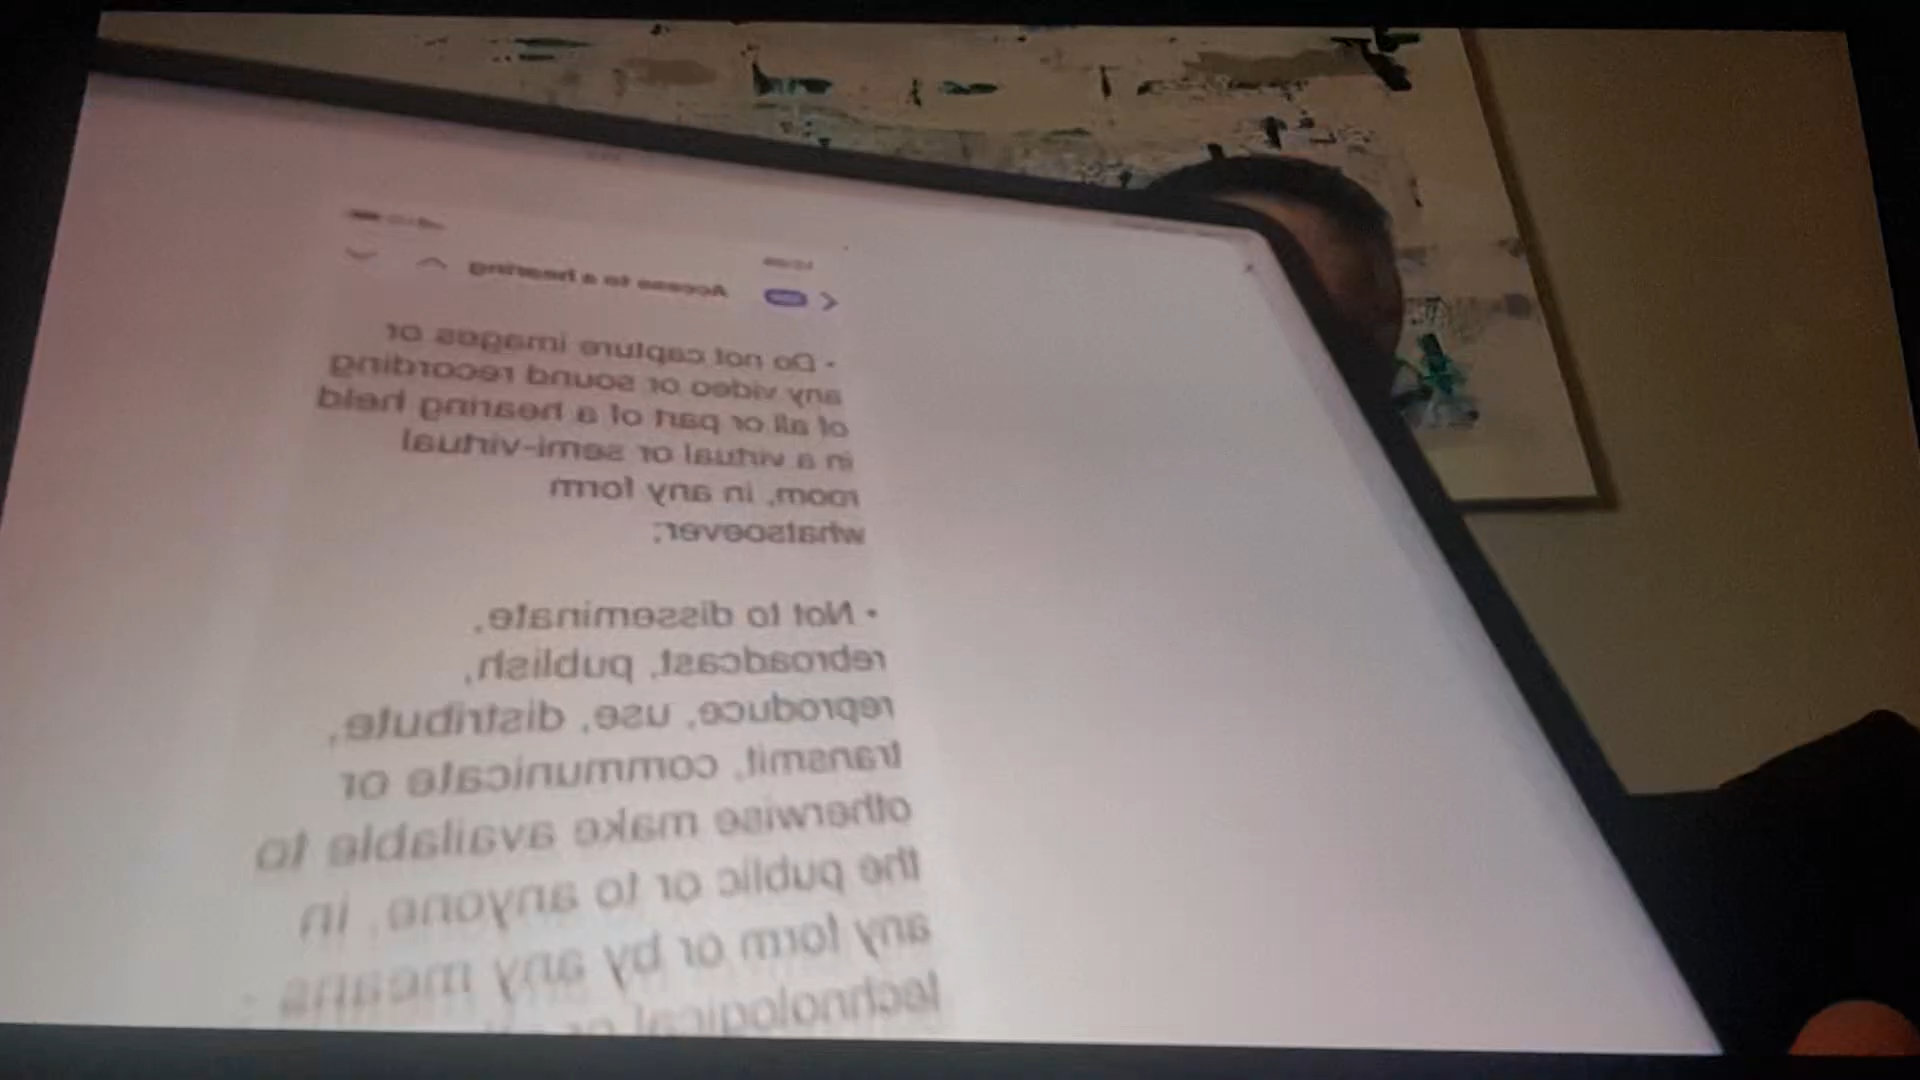 Access to a hearing
- Do not capture images or
any video or sound recording
of all or part of a hearing held
in a virtual or semi-virtual
room, in any form
whatsoever;
• Not to disseminate,
rebroadcast, publish,
reproduce, use, distribute,
transmit, communicate or
otherwise make available to
the public or to anyone, in
any form or by any means
technological or